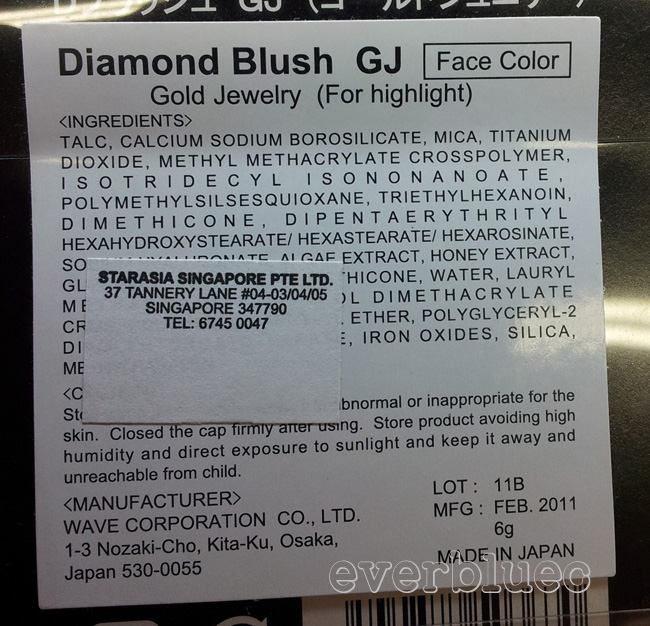 Diamond Blush GJ Face Color
Gold Jewelry (For highlight)
<INGREDIENTS>
TALC, CALCIUM SODIUM BOROSILICATE, MICA, TITANIUM
DIOXIDE, METHYL METHACRYLATE CROSSPOLYMER,
ISOTRIDECYL ISONONANOATE,
POLYMETHYLSILSESQUIOXANE, TRIETHYLHEXANOIN,
DIMETHICONE, DIPENTAERYTHRITYL
HEXAHYDROXYSTEARATE/ HEXASTEARATE/ HEXAROSINATE,
ALGAE EXTRACT, HONEY EXTRACT,
WATER, LAURYL
DIMETHACRYLATE
ETHER, POLYGLYCERYL-2
IRON OXIDES, SILICA,
STARASIA SINGAPORE PTE LTD.
37 TANNERY LANE #04-03/04/05
SINGAPORE 347790
TEL: 6745 0047
or inappropriate for the
skin. Closed the cap firmly after using. Store product avoiding high
humidity and direct exposure to sunlight and keep it away and
unreachable from child.
<MANUFACTURER>
WAVE CORPORATION CO., LTD.
1-3 Nozaki-Cho, Kita-Ku, Osaka,
Japan 530-0055
LOT : 11B
MFG : FEB. 2011
6g
MADE IN JAPAN
everbluec